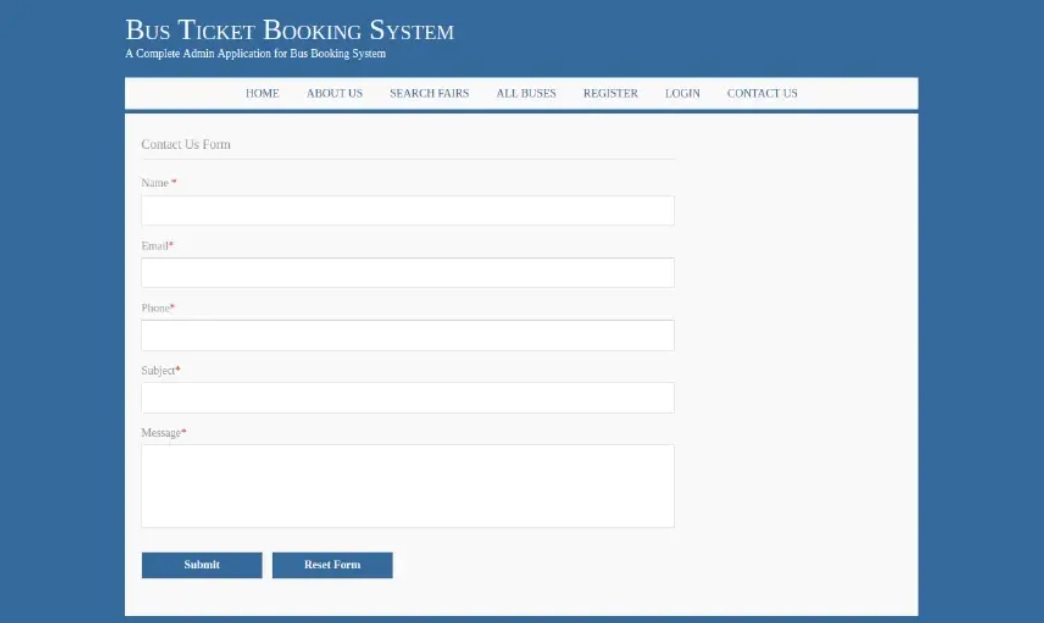 BUS TICKET BOOKING SYSTEM
A Complete Admin Application for Bus Booking System
HOME ABOUT US SEARCH FAIRS ALL BUSES REGISTER LOGIN CONTACT US
Contact Us Form
Name *
Email*
Phone*
Subject*
Message*
Submit Reset Form